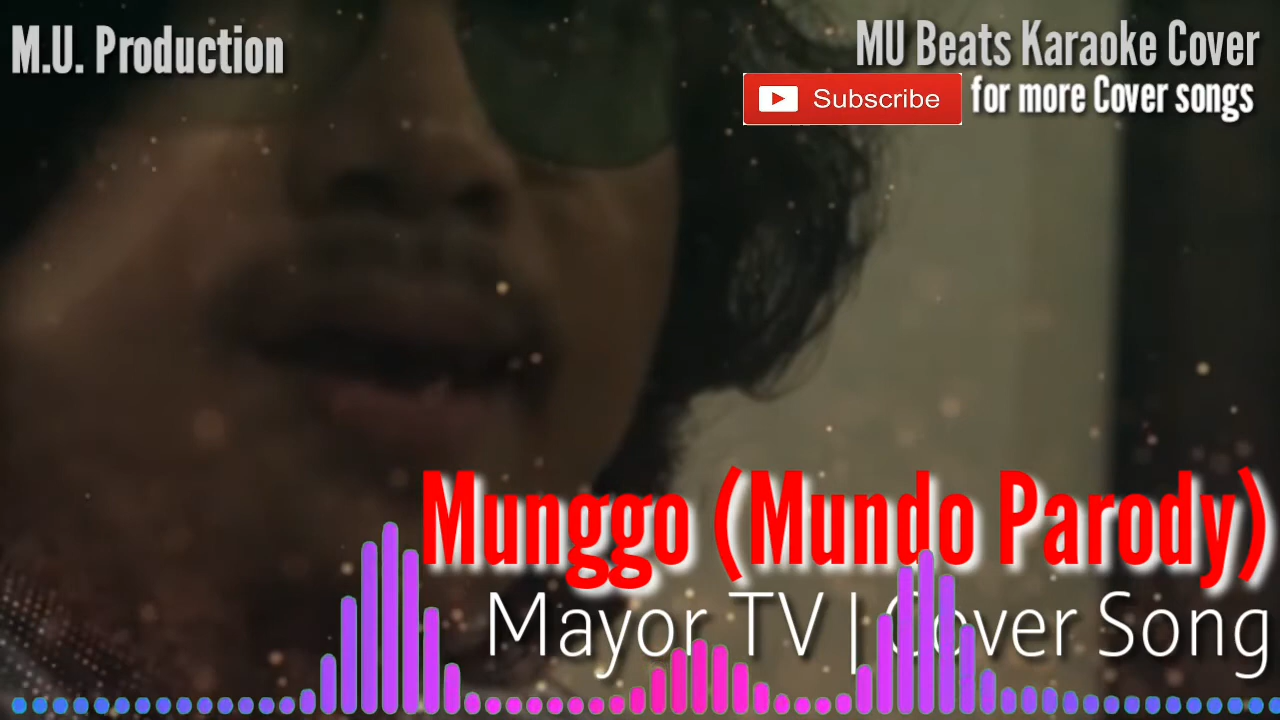 M.U. Production
MU Beats Karaoke Cover
Subscribe for more Cover songs
Munggo (Mundo Parody)
Mayor TV | Cover Song